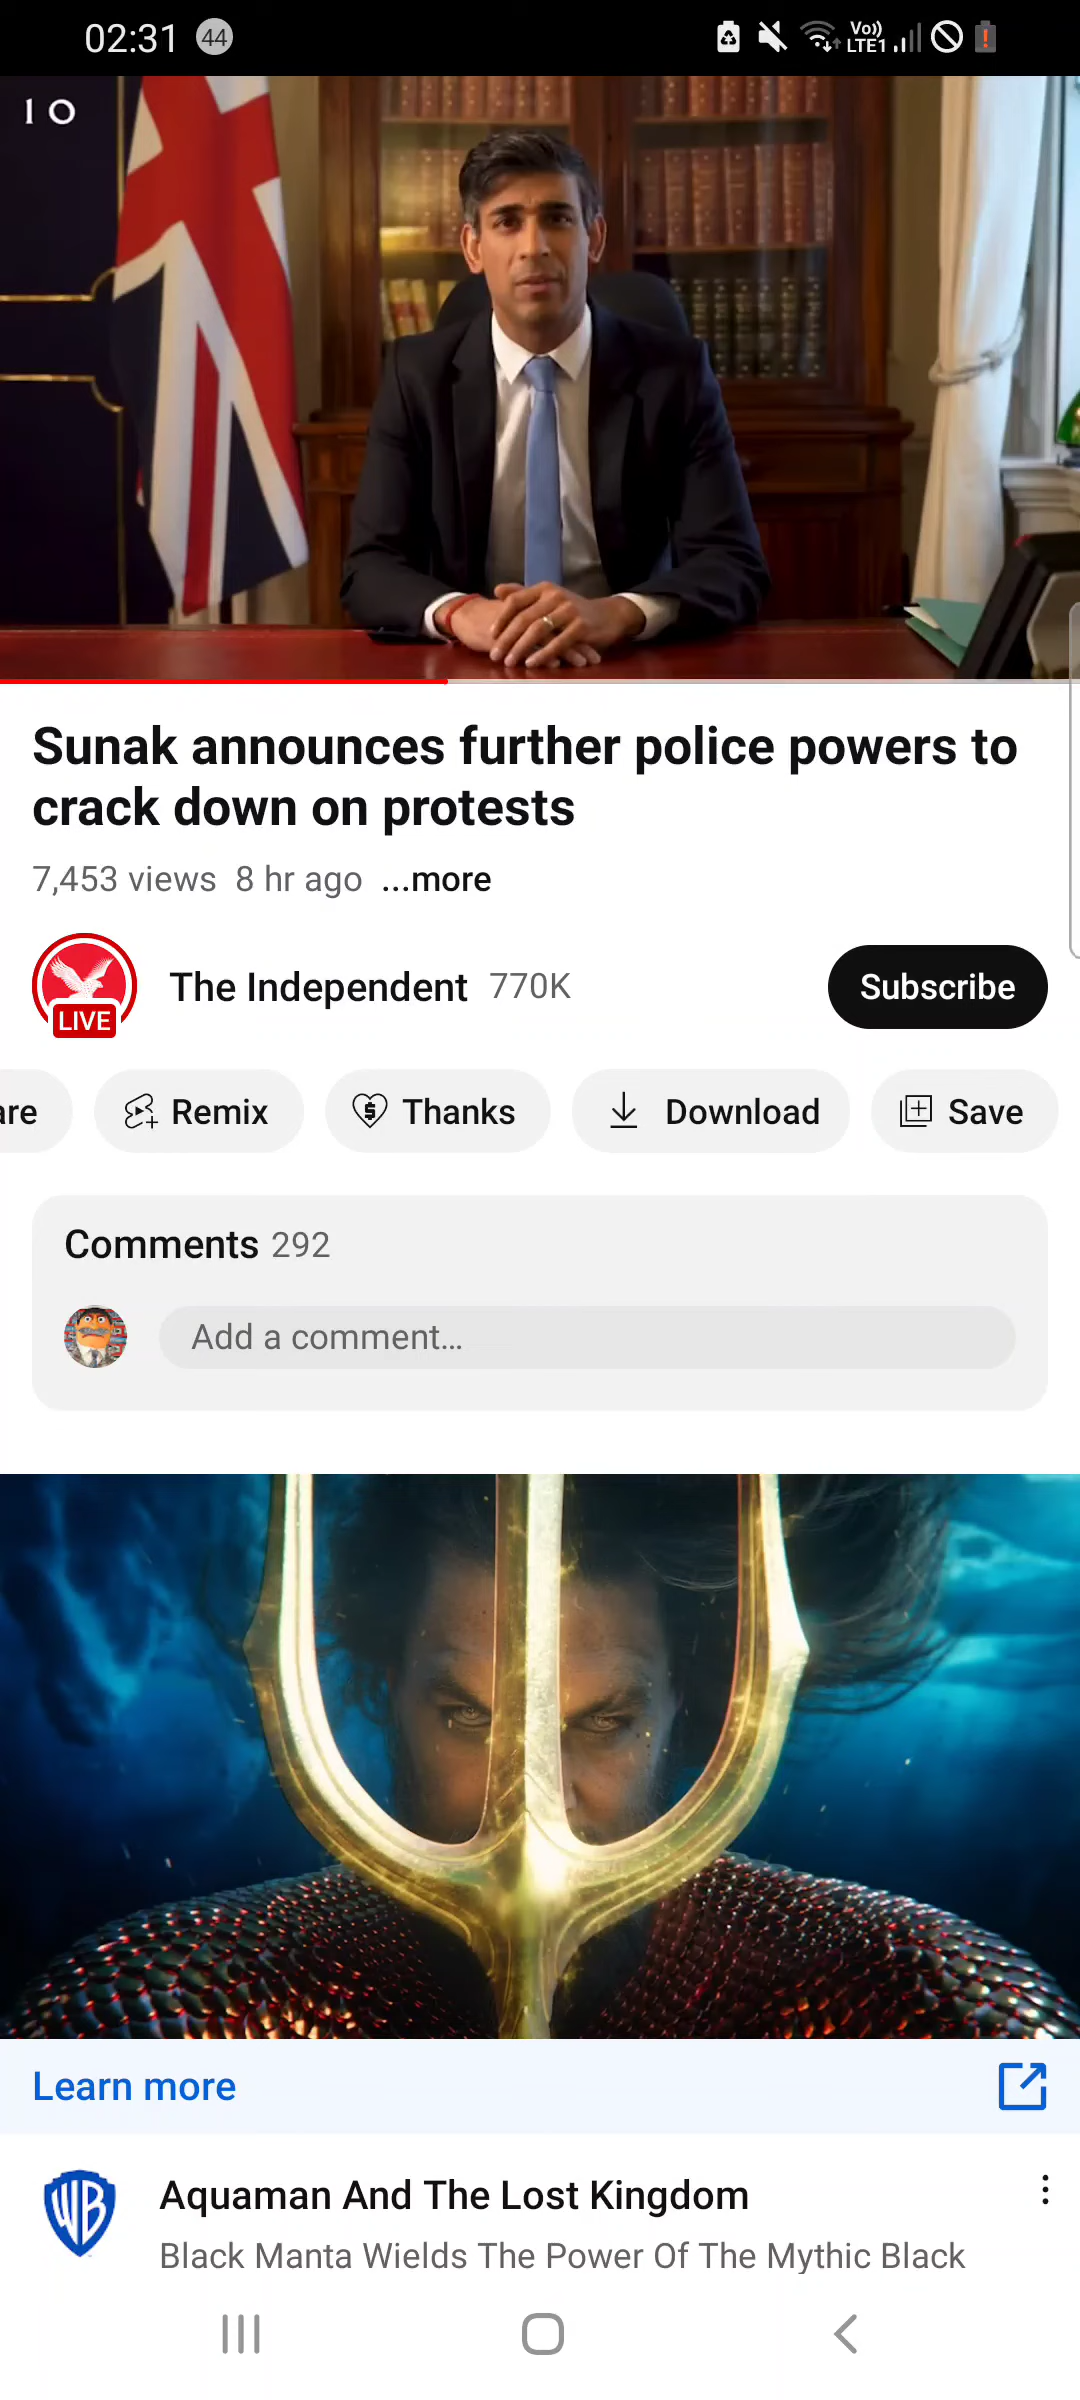 02:31 44 Vo)) LTE1
10
Sunak announces further police powers to
crack down on protests
7,453 views 8 hr ago ...more
LIVE The Independent 770K Subscribe
are Remix Thanks Download Save
Comments 292
Add a comment...
Learn more
WB Aquaman And The Lost Kingdom
Black Manta Wields The Power Of The Mythic Black